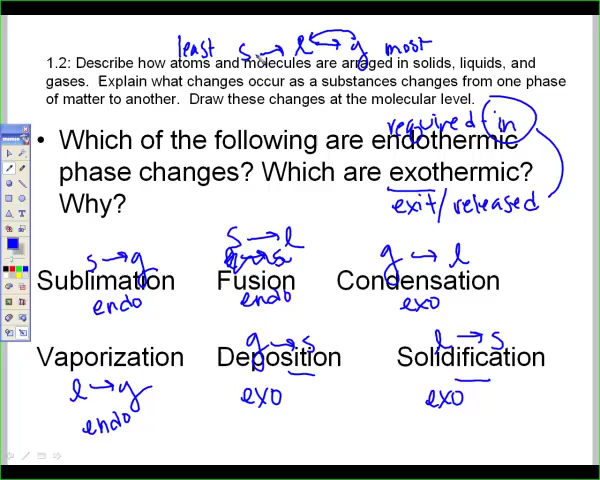 least s → l → g most
1.2: Describe how atoms and molecules are arraged in solids, liquids, and
gases. Explain what changes occur as a substances changes from one phase
of matter to another. Draw these changes at the molecular level.
required - in
• Which of the following are endothermic
phase changes? Which are exothermic?
exit/released
Why?
s → g s → l g → l
Sublimation Fusion Condensation
endo endo exo
g → s l → s
Vaporization Deposition Solidification
l → g exo exo
endo